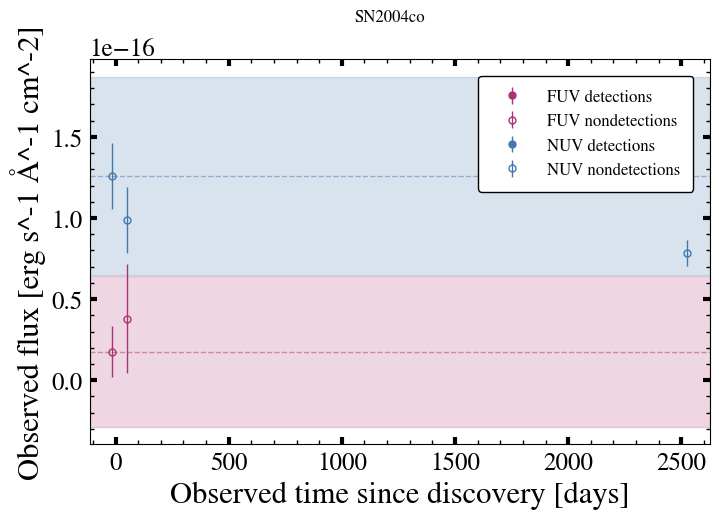 SN2004co
1e−16
Observed flux [erg s^-1 Å^-1 cm^-2]
1.5
1.0
0.5
0.0
FUV detections
FUV nondetections
NUV detections
NUV nondetections
0 500 1000 1500 2000 2500
Observed time since discovery [days]